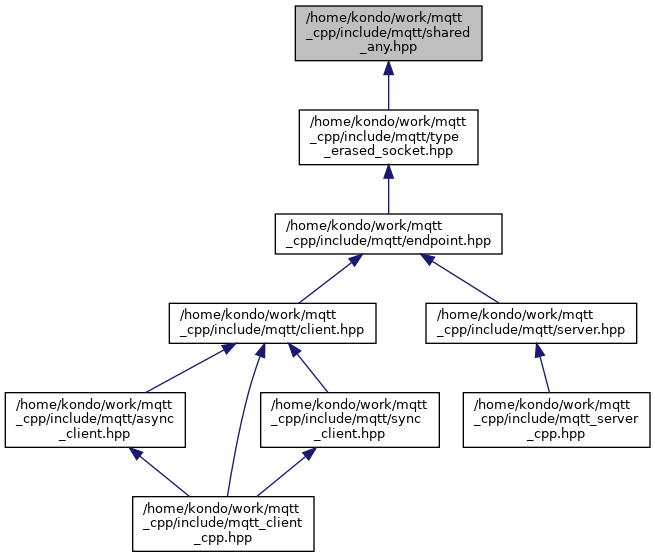 /home/kondo/work/mqtt
_cpp/include/mqtt/shared
_any.hpp
/home/kondo/work/mqtt
_cpp/include/mqtt/type
_erased_socket.hpp
/home/kondo/work/mqtt
_cpp/include/mqtt/endpoint.hpp
/home/kondo/work/mqtt
_cpp/include/mqtt/client.hpp
/home/kondo/work/mqtt
_cpp/include/mqtt/server.hpp
/home/kondo/work/mqtt
_cpp/include/mqtt/async
_client.hpp
/home/kondo/work/mqtt
_cpp/include/mqtt/sync
_client.hpp
/home/kondo/work/mqtt
_cpp/include/mqtt_server
_cpp.hpp
/home/kondo/work/mqtt
_cpp/include/mqtt_client
_cpp.hpp